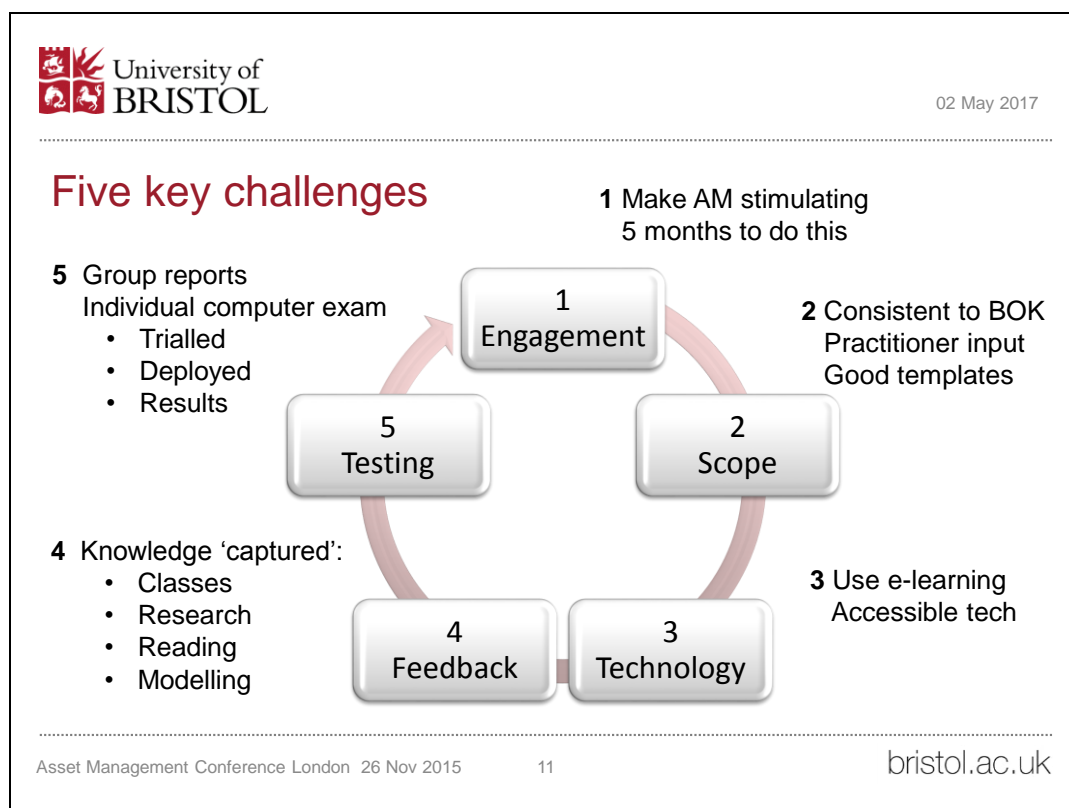 University of
BRISTOL
02 May 2017
Five key challenges
1 Make AM stimulating
5 months to do this
5 Group reports
Individual computer exam
• Trialled
• Deployed
• Results
1
Engagement
2 Consistent to BOK
Practitioner input
Good templates
5
Testing
2
Scope
4 Knowledge ‘captured’:
• Classes
• Research
• Reading
• Modelling
3 Use e-learning
Accessible tech
4
Feedback
3
Technology
Asset Management Conference London 26 Nov 2015
11
bristol.ac.uk